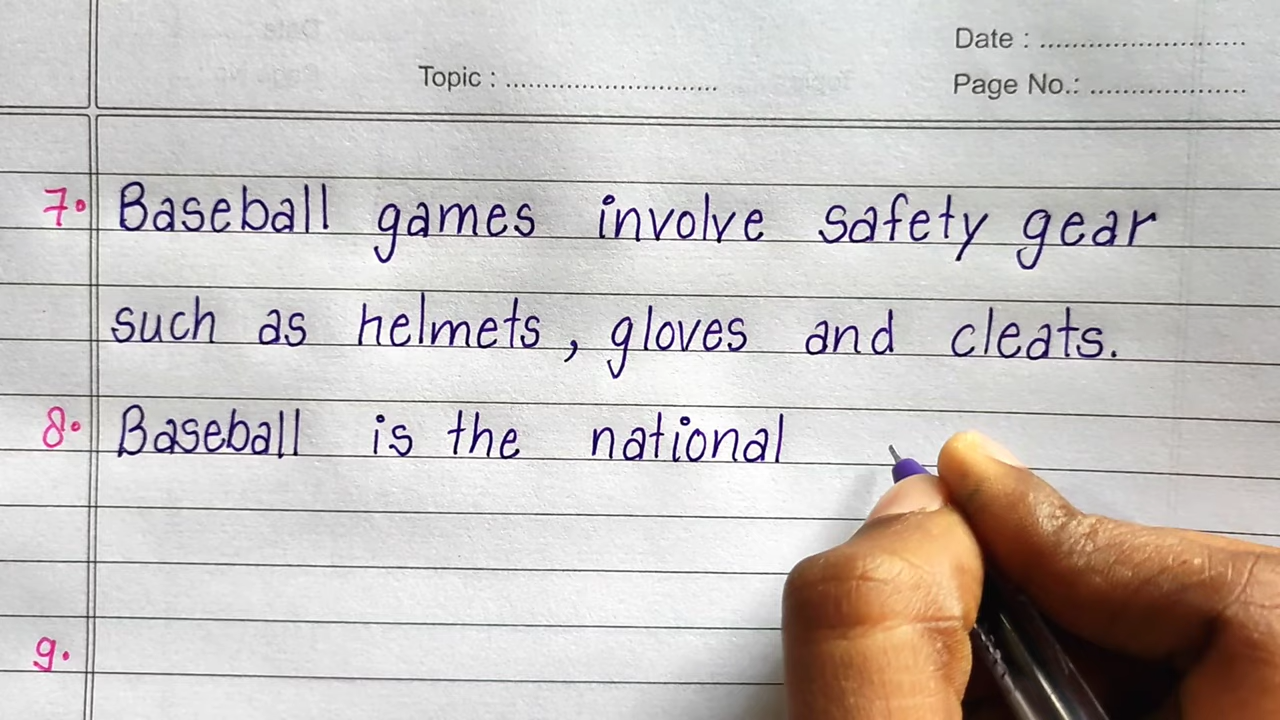 Date : ..........................
Topic : ...........................
Page No.: ....................
7. Baseball games involve safety gear
such as helmets, gloves and cleats.
8. Baseball is the national
9.